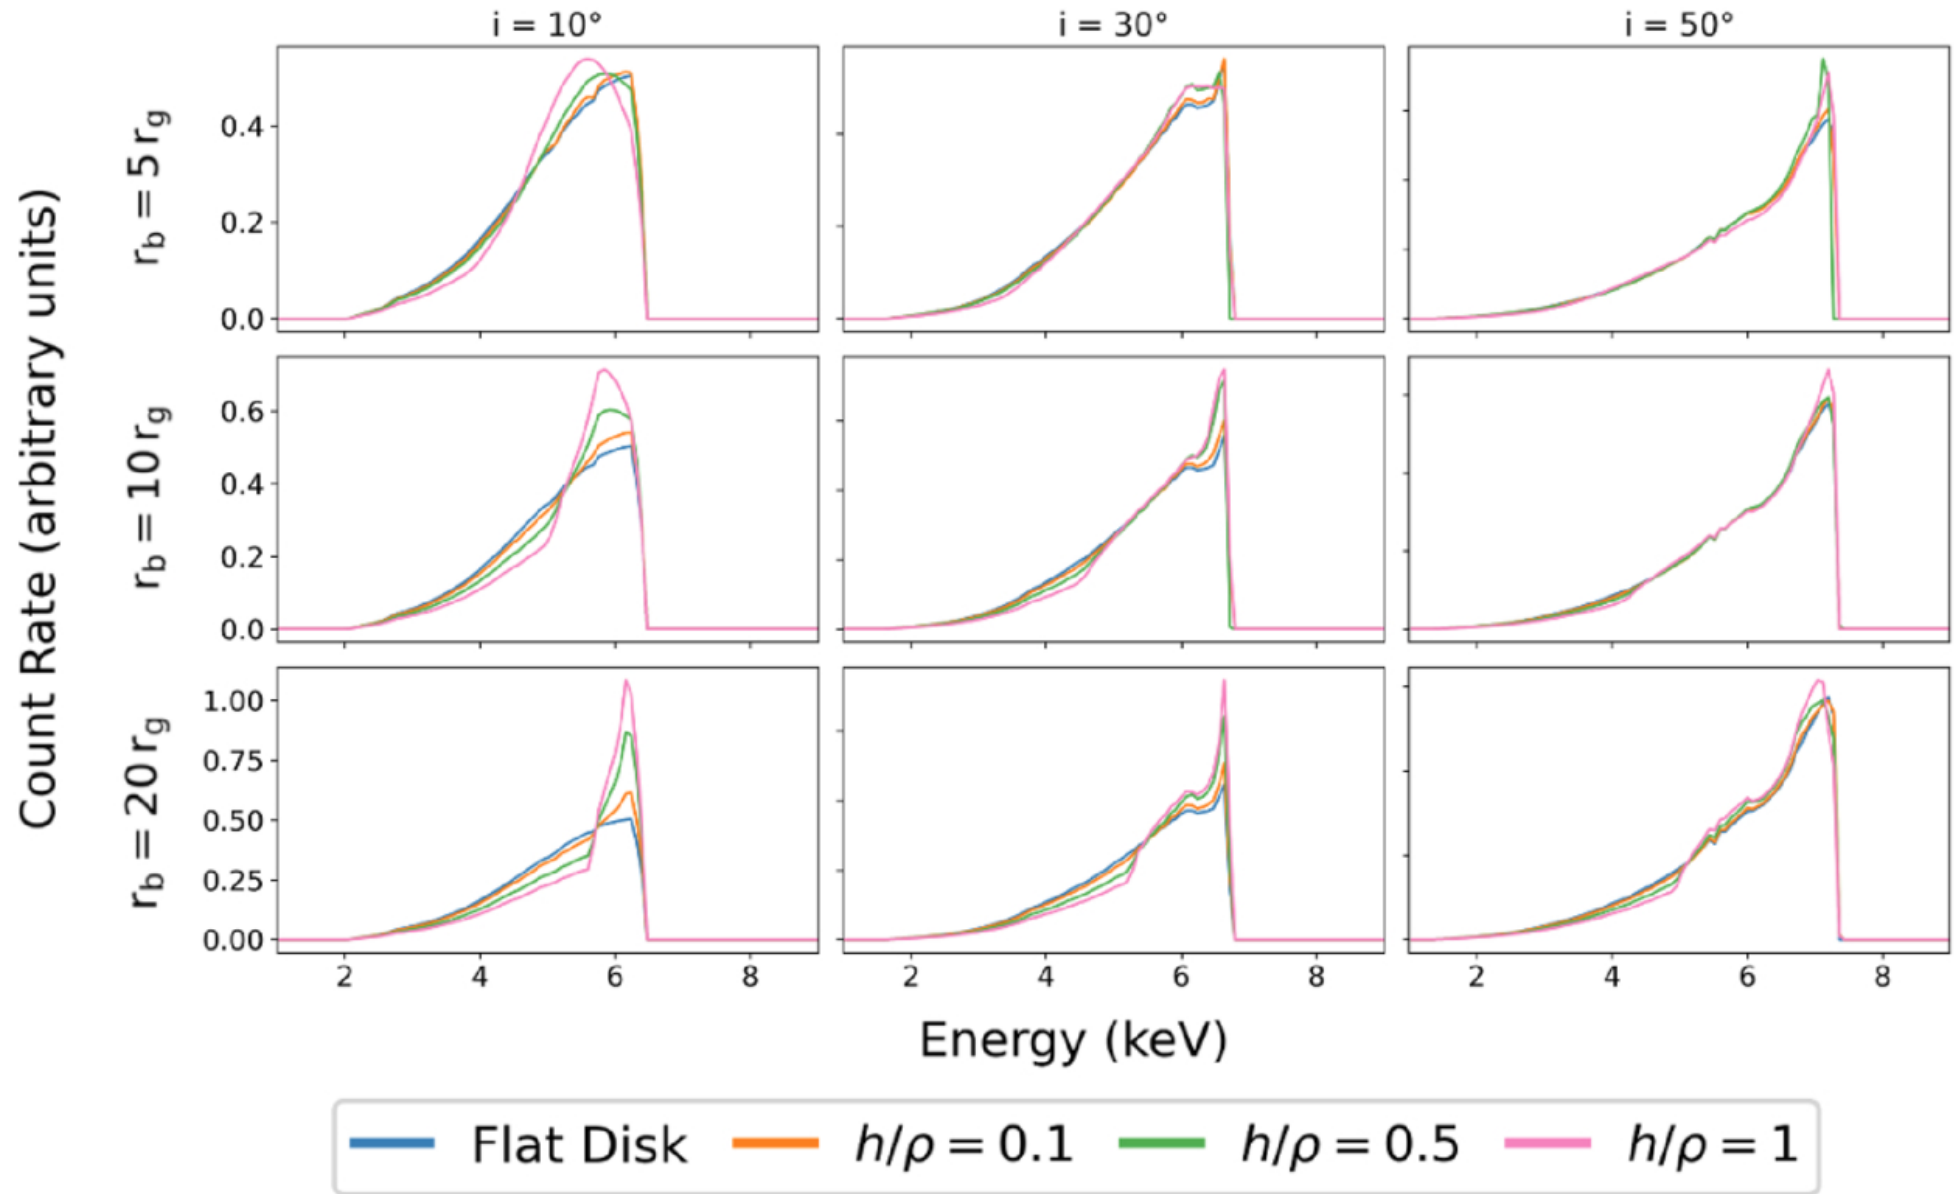 i = 10° i = 30° i = 50°
Count Rate (arbitrary units)
r_b = 5 r_g
0.4
0.2
0.0
r_b = 10 r_g
0.6
0.4
0.2
0.0
r_b = 20 r_g
1.00
0.75
0.50
0.25
0.00
2 4 6 8 2 4 6 8 2 4 6 8
Energy (keV)
Flat Disk h/ρ = 0.1 h/ρ = 0.5 h/ρ = 1